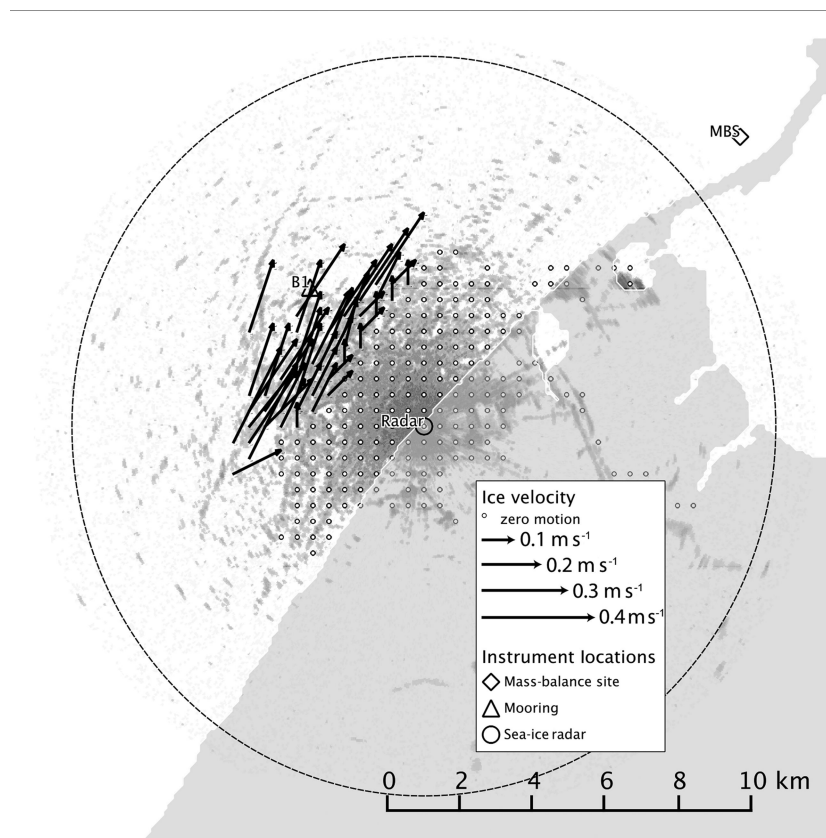 MBS
B1
Radar
Ice velocity
zero motion
0.1 m s⁻¹
0.2 m s⁻¹
0.3 m s⁻¹
0.4 m s⁻¹
Instrument locations
Mass-balance site
Mooring
Sea-ice radar
0 2 4 6 8 10 km